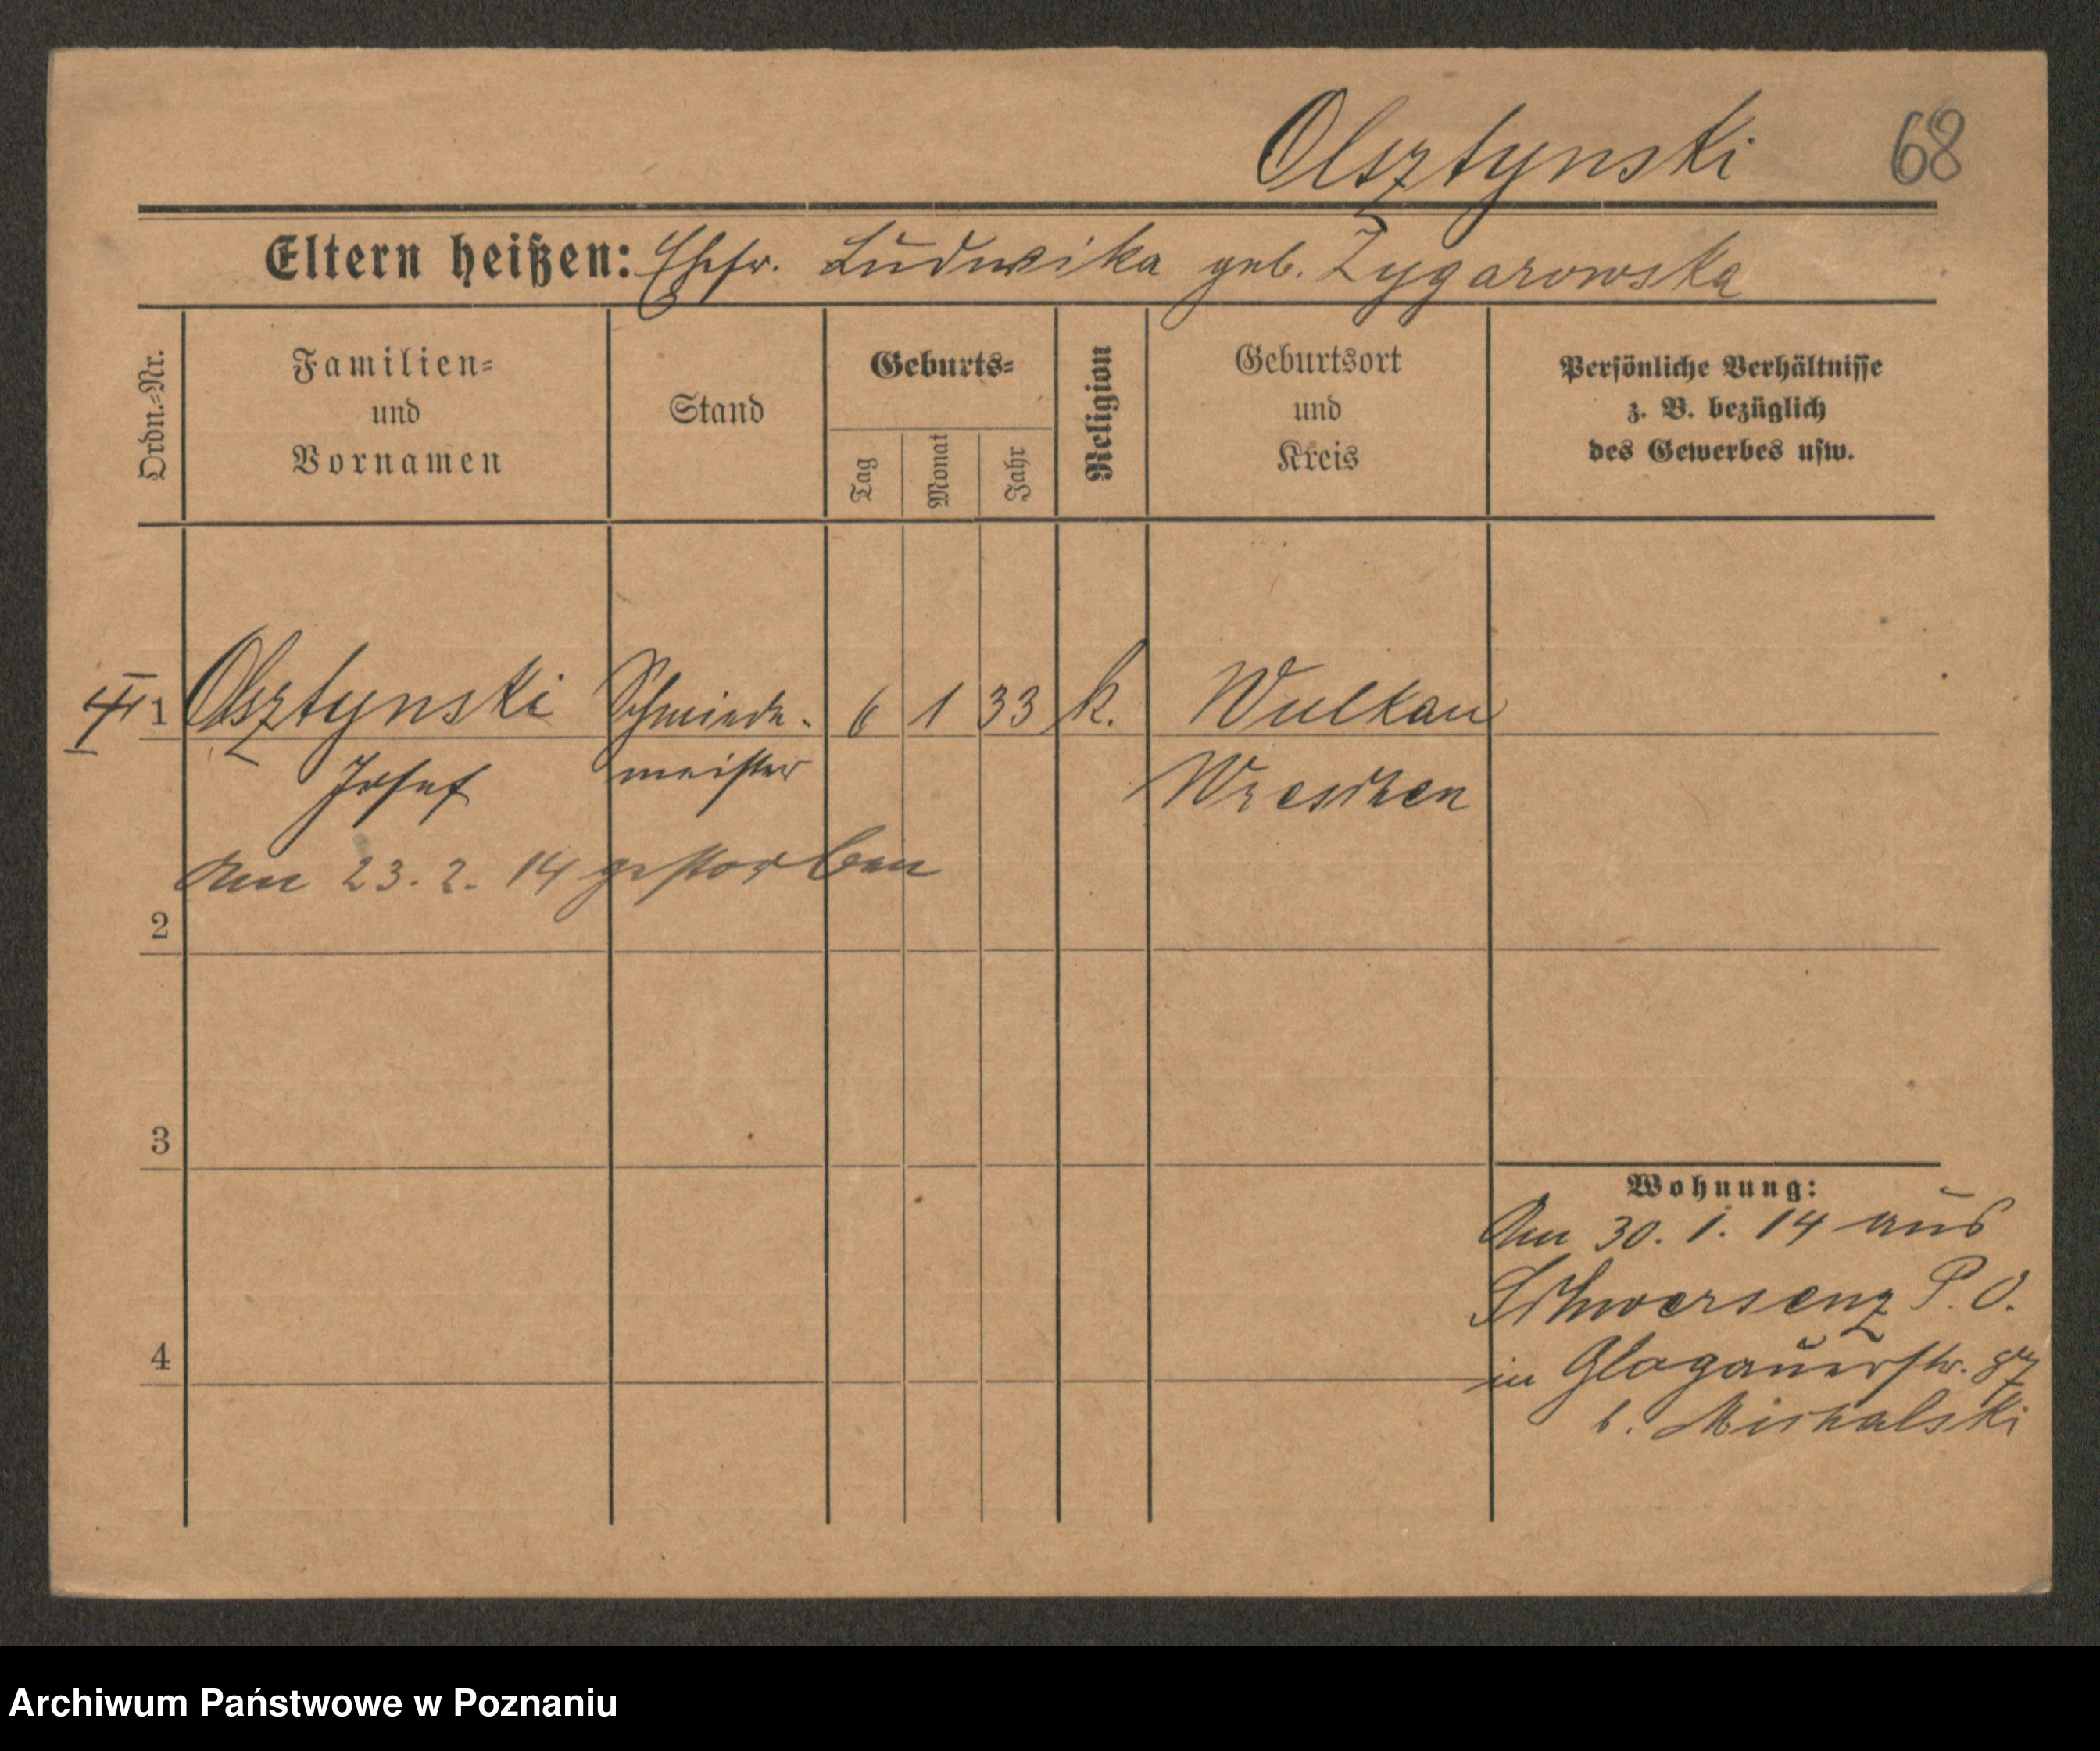 Olsztynski 68
Eltern heißen: Ehefr. Ludwika geb. Zygarowska
Ordn.-Nr.
Familien-
und
Vornamen
Stand
Geburts-
Tag
Monat
Jahr
Religion
Geburtsort
und
Kreis
Persönliche Verhältnisse
z. B. bezüglich
des Gewerbes usw.
1 Olsztynski Schmiede- 6 1 33 k. Wulkau
Josef meister Wreschen
Am 23. 2. 14 gestorben
2
3
Wohnung:
Am 30. 1. 14 aus
Schwersenz P. O.
4
in Glogauerstr. 87
b. Michalski
Archiwum Państwowe w Poznaniu